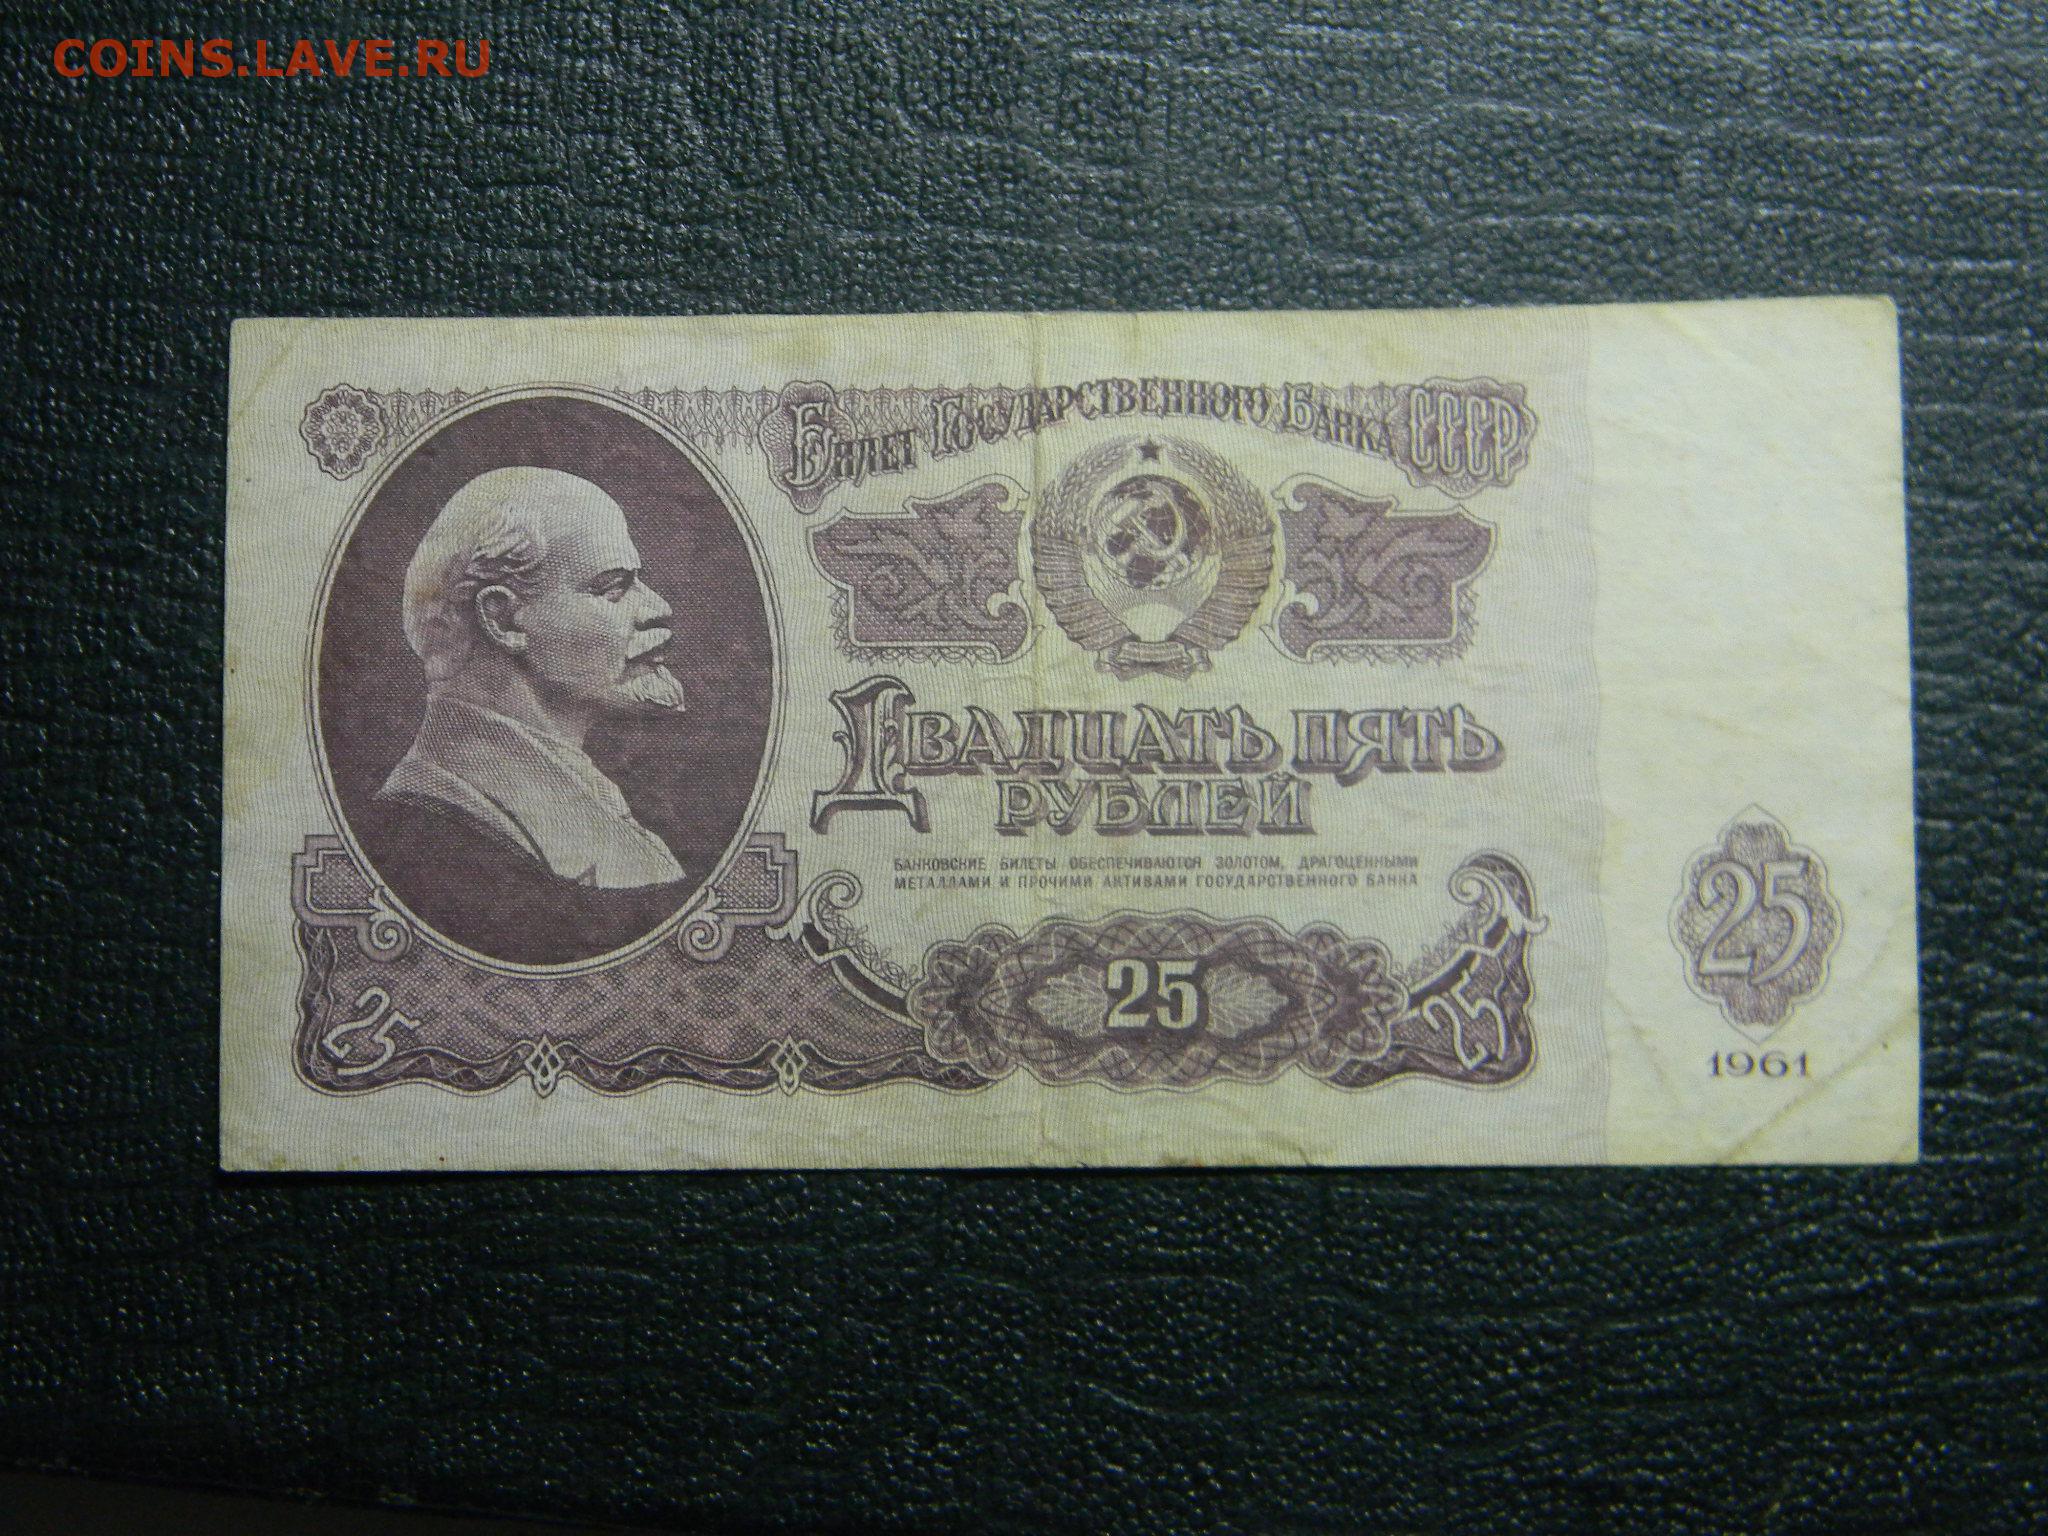 COINS.LAVE.RU
Билет Государственного Банка СССР
Двадцать пять
рублей
БАНКОВСКИЕ БИЛЕТЫ ОБЕСПЕЧИВАЮТСЯ ЗОЛОТОМ, ДРАГОЦЕННЫМИ
МЕТАЛЛАМИ И ПРОЧИМИ АКТИВАМИ ГОСУДАРСТВЕННОГО БАНКА
25
25
25
25
1961